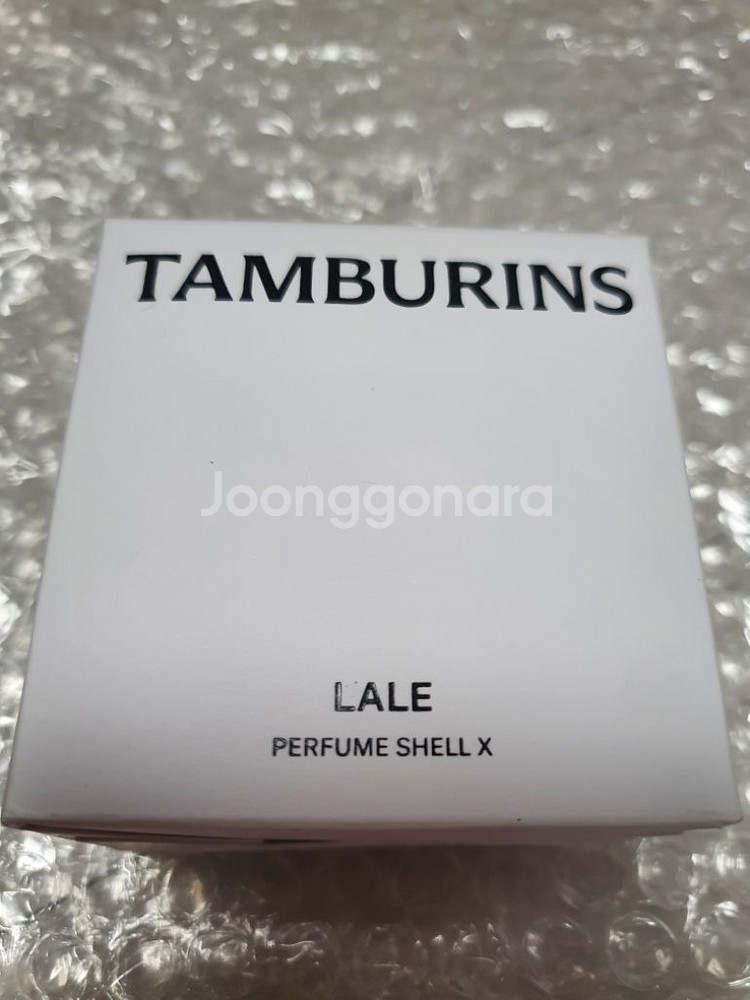 TAMBURINS
Joonggonara
LALE
PERFUME SHELL X